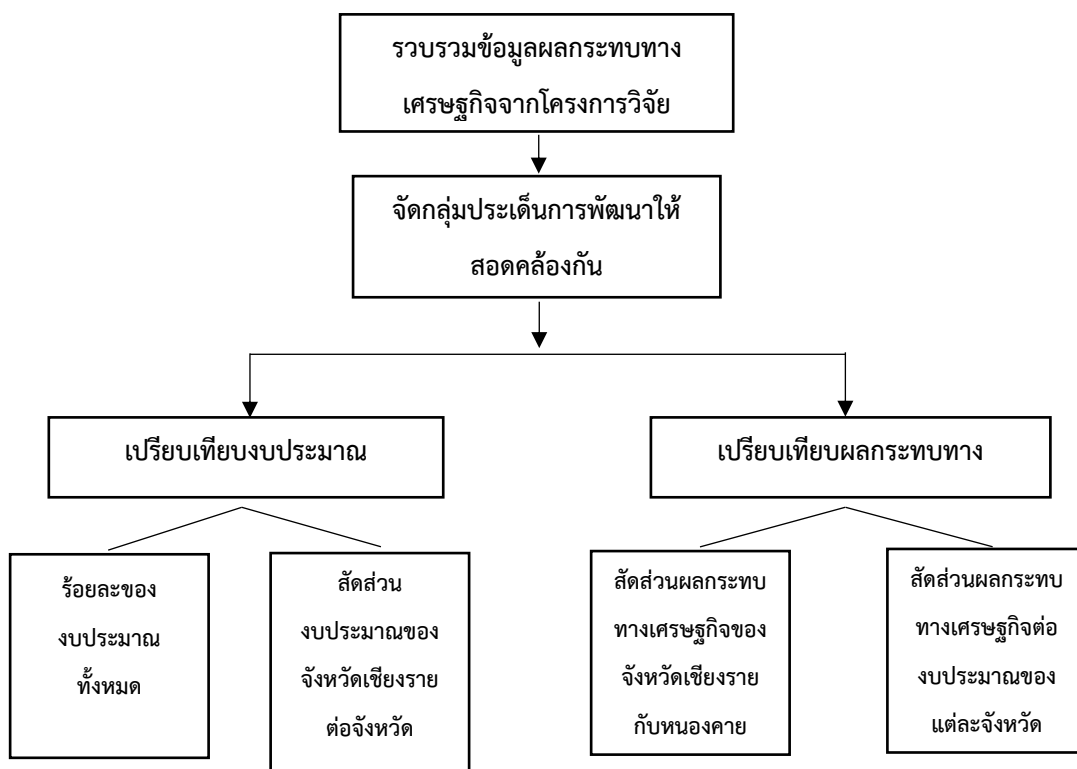 รวบรวมข้อมูลผลกระทบทาง
เศรษฐกิจจากโครงการวิจัย
จัดกลุ่มประเด็นการพัฒนาให้
สอดคล้องกัน
เปรียบเทียบงบประมาณ
เปรียบเทียบผลกระทบทาง
ร้อยละของ
งบประมาณ
ทั้งหมด
สัดส่วน
งบประมาณของ
จังหวัดเชียงราย
ต่อจังหวัด
สัดส่วนผลกระทบ
ทางเศรษฐกิจของ
จังหวัดเชียงราย
กับหนองคาย
สัดส่วนผลกระทบ
ทางเศรษฐกิจต่อ
งบประมาณของ
แต่ละจังหวัด